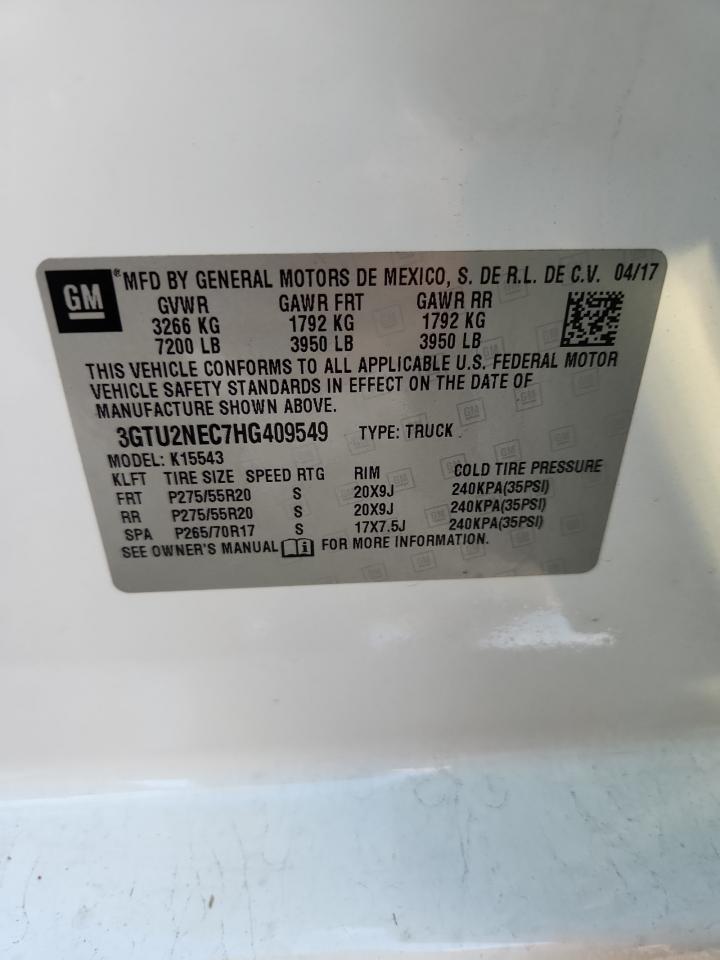 GM ® MFD BY GENERAL MOTORS DE MEXICO, S. DE R.L. DE C.V. 04/17
GVWR GAWR FRT GAWR RR
3266 KG 1792 KG 1792 KG
7200 LB 3950 LB 3950 LB
THIS VEHICLE CONFORMS TO ALL APPLICABLE U.S. FEDERAL MOTOR
VEHICLE SAFETY STANDARDS IN EFFECT ON THE DATE OF
MANUFACTURE SHOWN ABOVE.
3GTU2NEC7HG409549 TYPE: TRUCK
MODEL: K15543
KLFT TIRE SIZE SPEED RTG RIM COLD TIRE PRESSURE
FRT P275/55R20 S 20X9J 240KPA(35PSI)
RR P275/55R20 S 20X9J 240KPA(35PSI)
SPA P265/70R17 S 17X7.5J 240KPA(35PSI)
SEE OWNER'S MANUAL i FOR MORE INFORMATION.